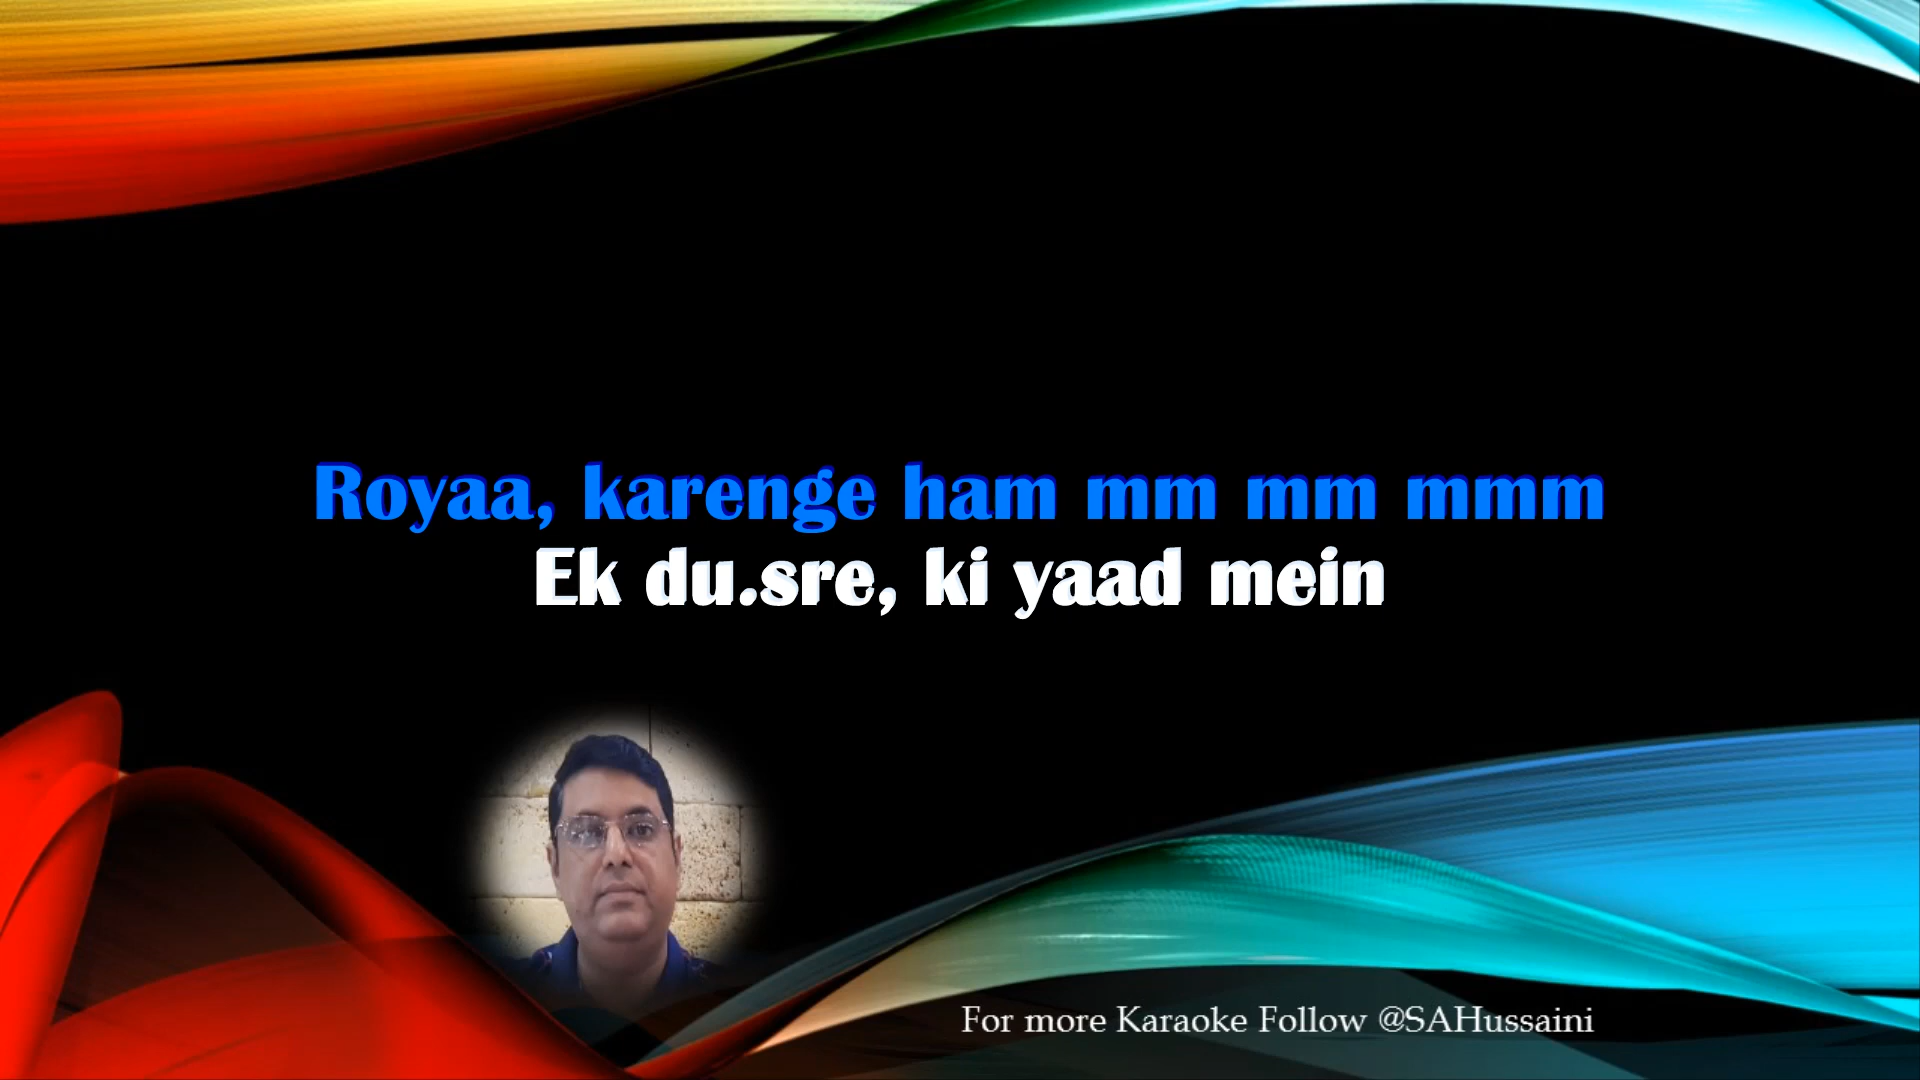 Royaa, karenge ham mm mm mmm
Ek du.sre, ki yaad mein
For more Karaoke Follow @SAHussaini